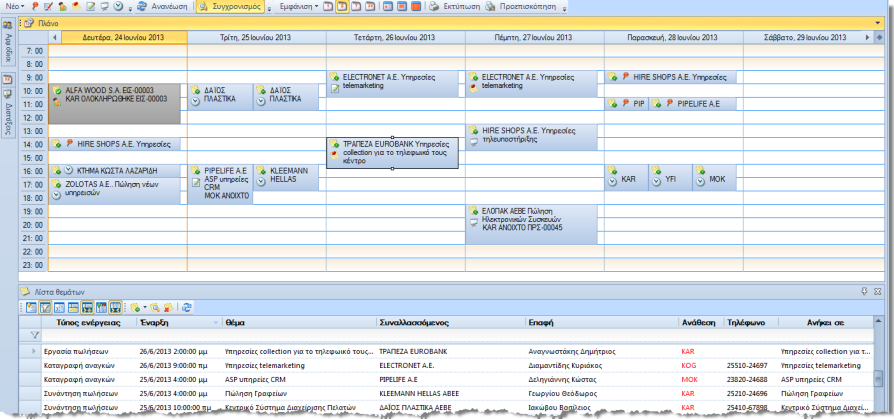 Νέο Ανανέωση Συγχρονισμός Εμφάνιση Εκτύπωση Προεπισκόπηση
Πλάνο
Δευτέρα, 24 Ιουνίου 2013 Τρίτη, 25 Ιουνίου 2013 Τετάρτη, 26 Ιουνίου 2013 Πέμπτη, 27 Ιουνίου 2013 Παρασκευή, 28 Ιουνίου 2013 Σάββατο, 29 Ιουνίου 2013
7: 00
8: 00
9: 00
ELECTRONET A.E. Υπηρεσίες
telemarketing
ELECTRONET A.E. Υπηρεσίες
telemarketing
HIRE SHOPS A.E. Υπηρεσίες
10: 00
ALFA WOOD S.A. ΕΙΣ-00003
KAR ΟΛΟΚΛΗΡΩΘΗΚΕ ΕΙΣ-00003
ΔΑΪΟΣ
ΠΛΑΣΤΙΚΑ
ΔΑΪΟΣ
ΠΛΑΣΤΙΚΑ
11: 00
PIP
PIPELIFE A.E
12: 00
13: 00
HIRE SHOPS A.E. Υπηρεσίες
τηλευποστήριξης
14: 00
HIRE SHOPS A.E. Υπηρεσίες
ΤΡΑΠΕΖΑ EUROBANK Υπηρεσίες
collection για το τηλεφωνικό τους
κέντρο
15: 00
16: 00
ΚΤΗΜΑ ΚΩΣΤΑ ΛΑΖΑΡΙΔΗ
PIPELIFE A.E
ASP υπηρείες
CRM
MOK ΑΝΟΙΧΤΟ
KLEEMANN
HELLAS
KAR
YFI
MOK
17: 00
ZOLOTAS A.E.. Πώληση νέων
υπηρεσιών
18: 00
19: 00
ΕΛΟΠΑΚ ΑΕΒΕ Πώληση
Ηλεκτρονικών Συσκευών
KAR ΑΝΟΙΧΤΟ ΠΡΣ-00045
20: 00
21: 00
22: 00
23: 00
Λίστα θεμάτων
Τύπος ενέργειας Έναρξη Θέμα Συναλλασσόμενος Επαφή Ανάθεση Τηλέφωνο Ανήκει σε
Εργασία πωλήσεων 26/6/2013 2:00:00 μμ Υπηρεσίες collection για το τηλεφωνικό τους... ΤΡΑΠΕΖΑ EUROBANK Αναγνωστάκης Δημήτριος KAR Υπηρεσίες collection για τ...
Καταγραφή αναγκών 26/6/2013 9:00:00 πμ Υπηρεσίες telemarketing ELECTRONET A.E. Διαμαντίδης Κυριάκος KOG 25510-24697 Υπηρεσίες telemarketing
Καταγραφή αναγκών 25/6/2013 4:00:00 μμ ASP υπηρείες CRM PIPELIFE A.E Δεληγιάννης Κώστας MOK 23820-24688 ASP υπηρείες CRM
Συνάντηση πωλήσεων 25/6/2013 4:00:00 μμ Πώληση Γραφείων KLEEMANN HELLAS ΑΒΕΕ Γεωργίου Θεόδωρος KAR 25210-24696 Πώληση Γραφείων
Συνάντηση πωλήσεων 25/6/2013 10:00:00 πμ Κεντρικό Σύστημα Διαχείρισης Πελατών ΔΑΪΟΣ ΠΛΑΣΤΙΚΑ ΑΕΒΕ Ιακώβου Βασίλειος KAR 25410-67898 Κεντρικό Σύστημα Διαχεί...